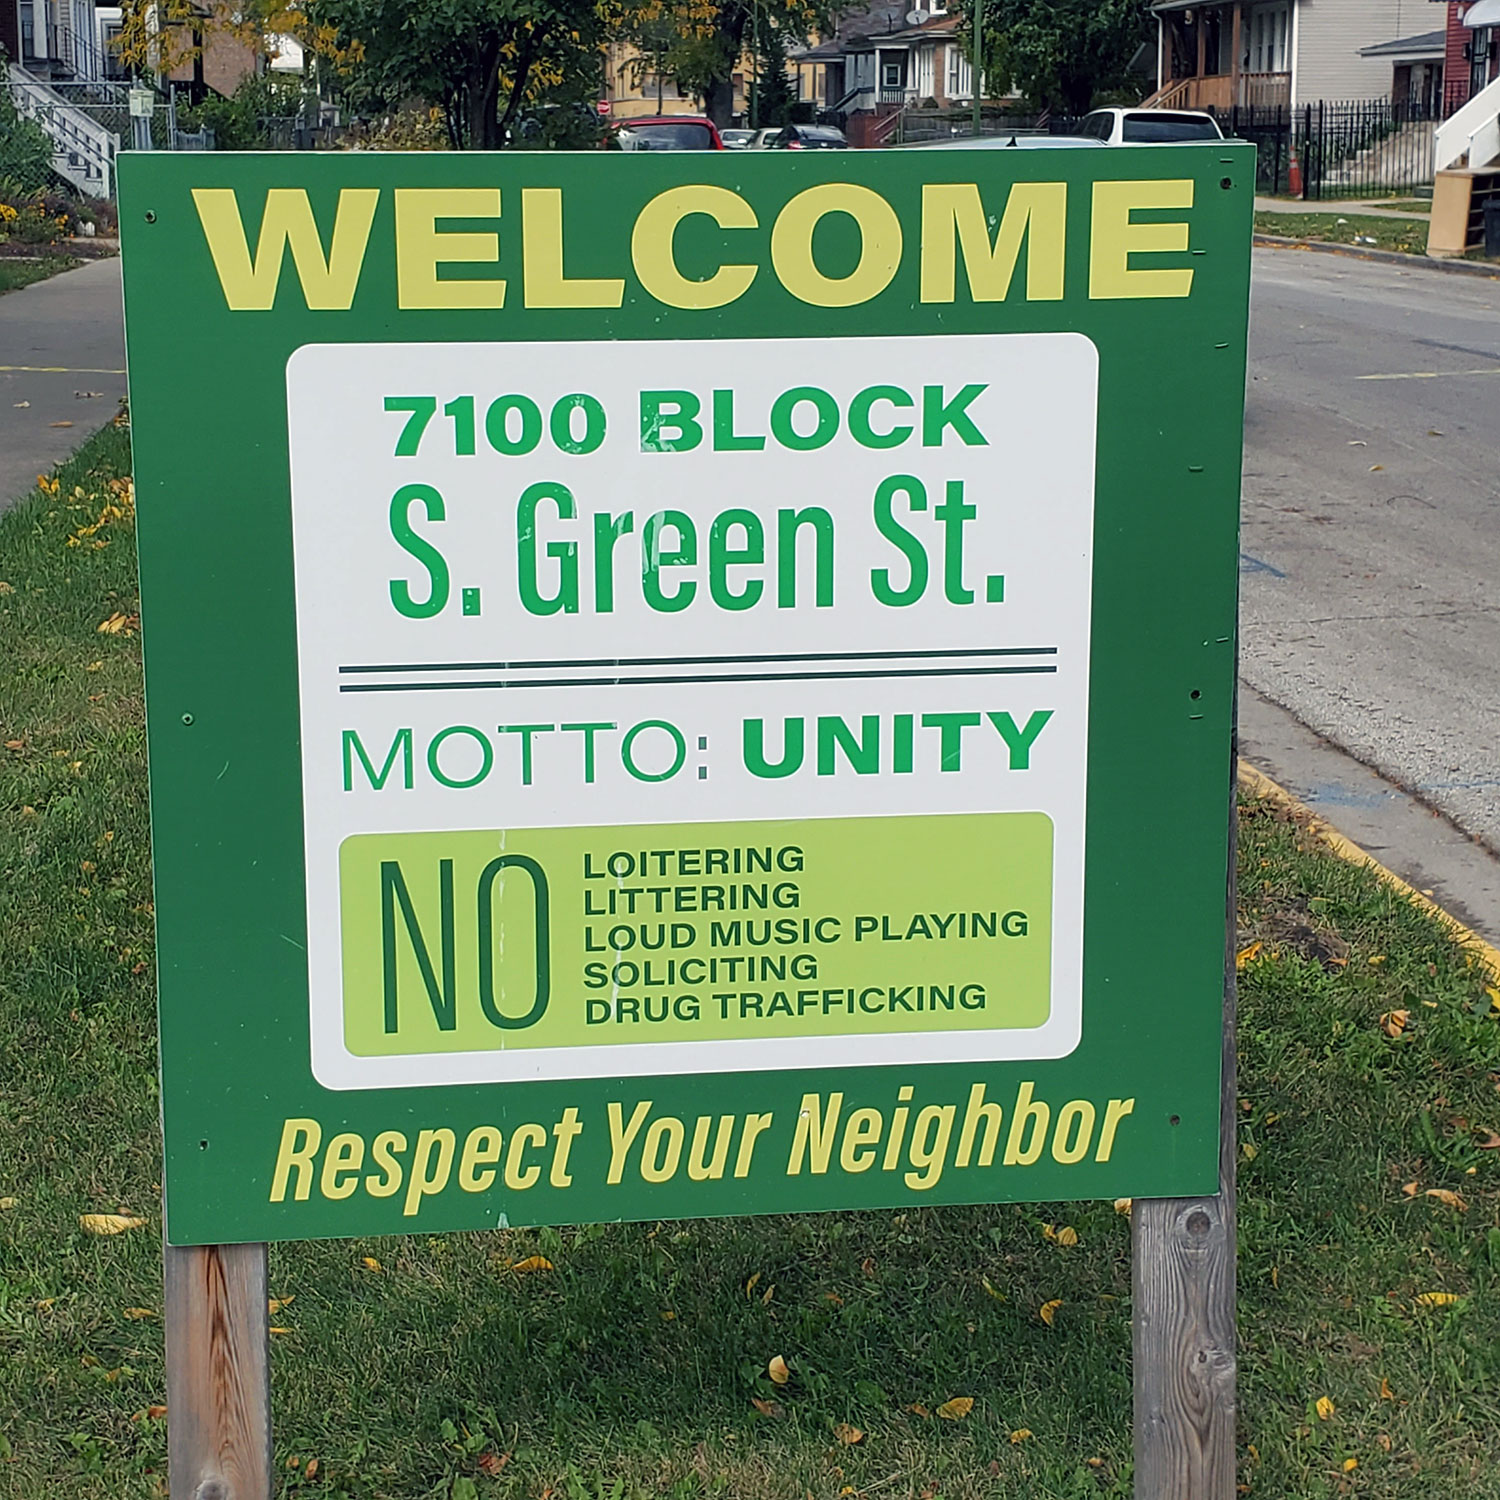 WELCOME
7100 BLOCK
S. Green St.
MOTTO: UNITY
NO
LOITERING
LITTERING
LOUD MUSIC PLAYING
SOLICITING
DRUG TRAFFICKING
Respect Your Neighbor